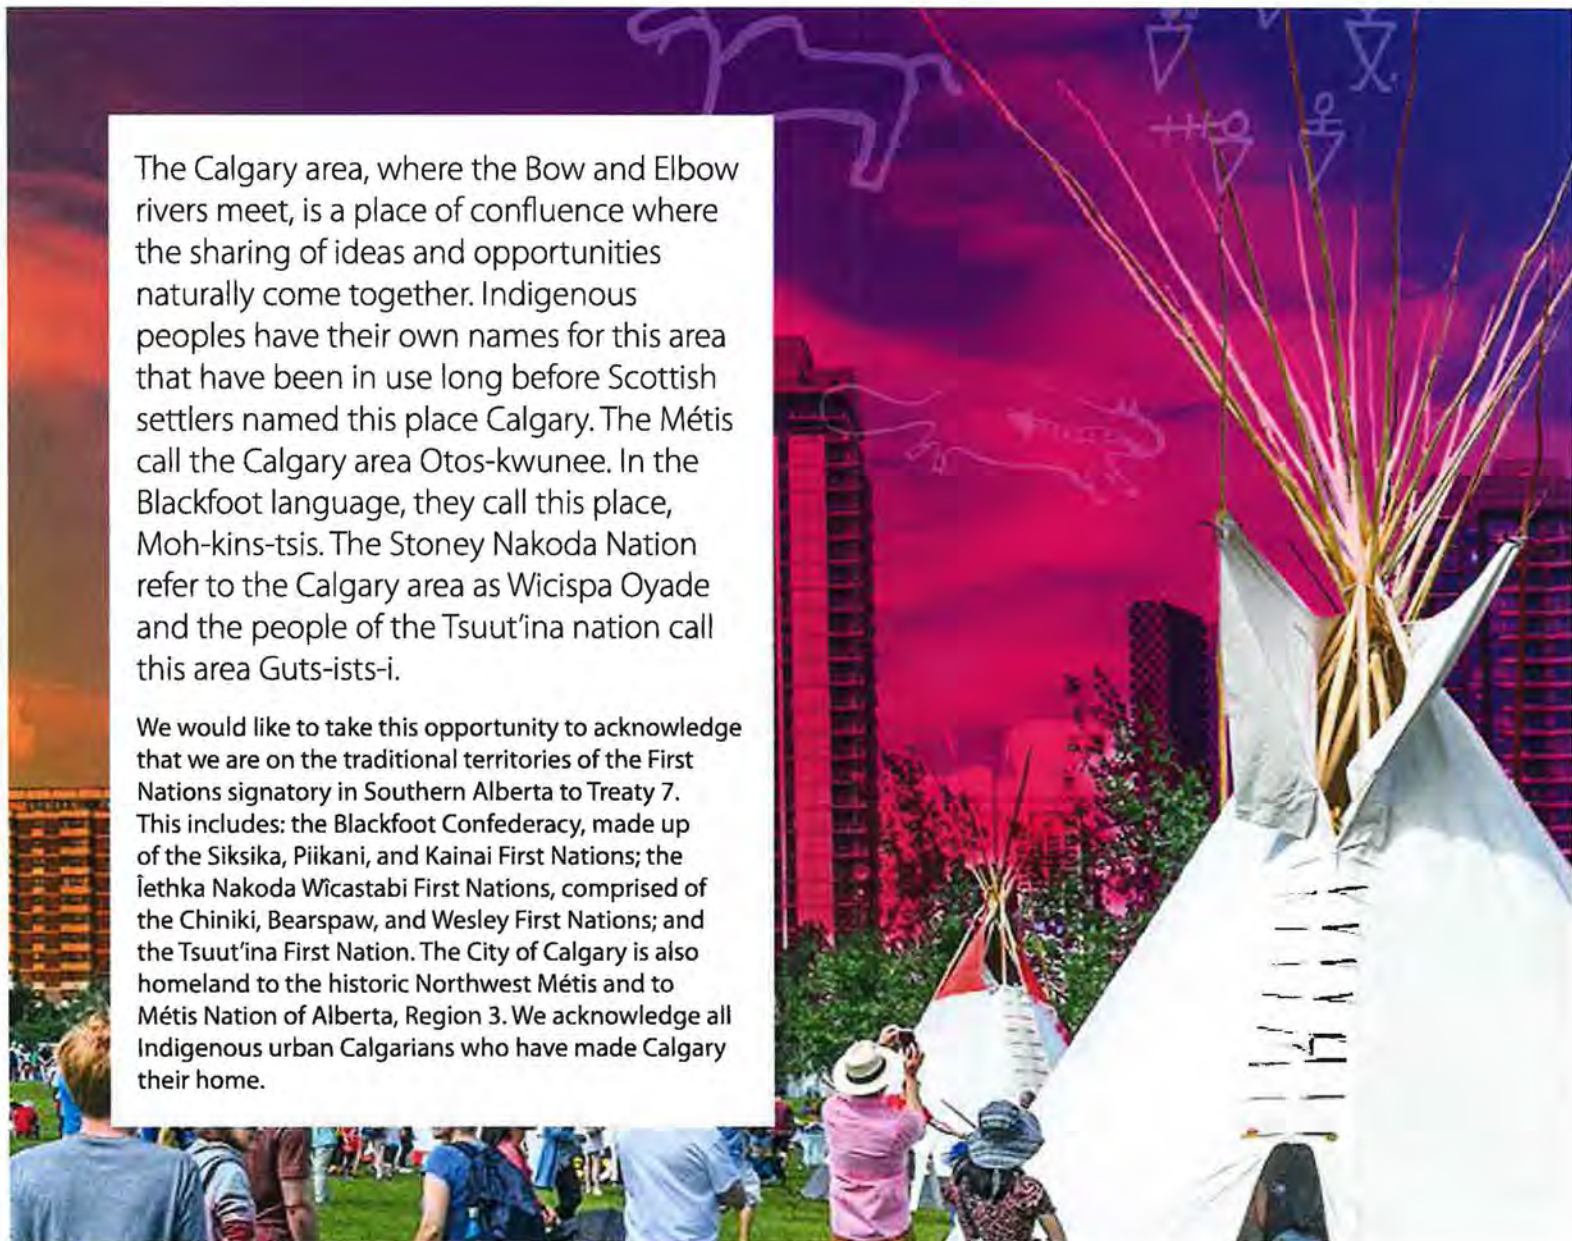 The Calgary area, where the Bow and Elbow
rivers meet, is a place of confluence where
the sharing of ideas and opportunities
naturally come together. Indigenous
peoples have their own names for this area
that have been in use long before Scottish
settlers named this place Calgary. The Métis
call the Calgary area Otos-kwunee. In the
Blackfoot language, they call this place,
Moh-kins-tsis. The Stoney Nakoda Nation
refer to the Calgary area as Wicispa Oyade
and the people of the Tsuut'ina nation call
this area Guts-ists-i.
We would like to take this opportunity to acknowledge
that we are on the traditional territories of the First
Nations signatory in Southern Alberta to Treaty 7.
This includes: the Blackfoot Confederacy, made up
of the Siksika, Piikani, and Kainai First Nations; the
Îethka Nakoda Wîcastabi First Nations, comprised of
the Chiniki, Bearspaw, and Wesley First Nations; and
the Tsuut'ina First Nation. The City of Calgary is also
homeland to the historic Northwest Métis and to
Métis Nation of Alberta, Region 3. We acknowledge all
Indigenous urban Calgarians who have made Calgary
their home.